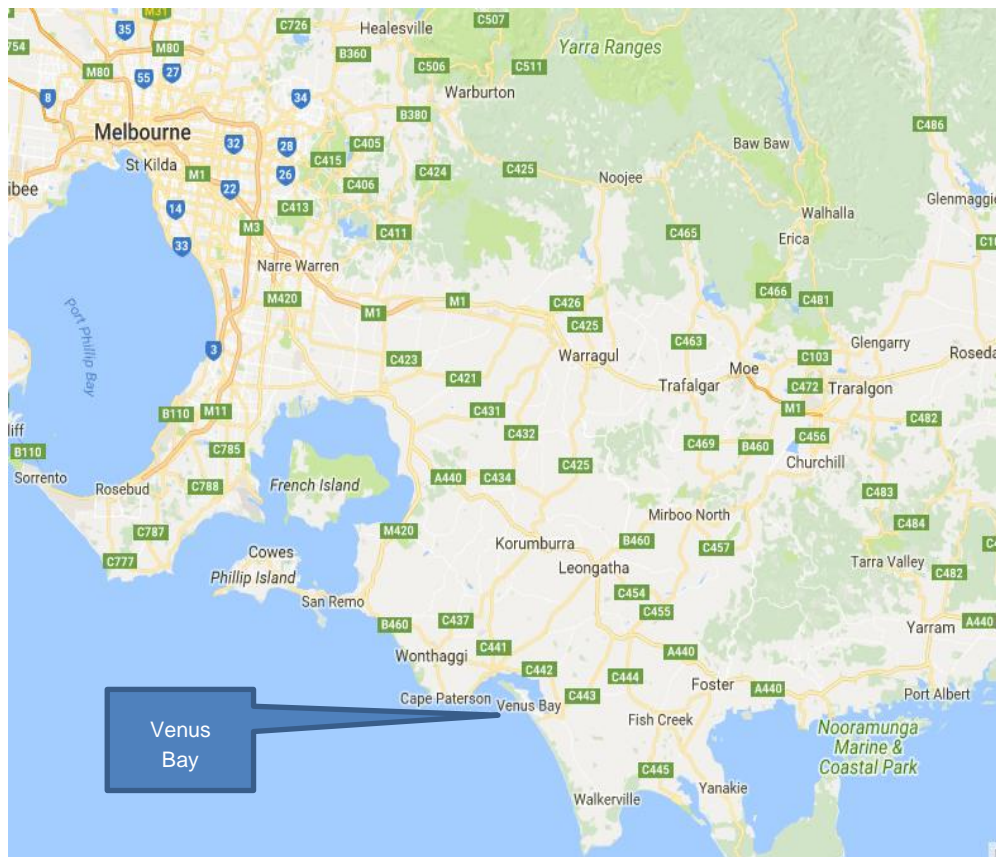 M31
C507
35
C726
Healesville
C754
M80
B360
Yarra Ranges
M80
27
C506
C511
55
Warburton
8
34
B380
C486
Melbourne
32
28
C405
Baw Baw
St Kilda
M1
C415
C424
C425
26
Noojee
ibee
22
C406
Glenmaggie
14
C413
Walhalla
M3
C411
C465
33
Erica
C10
Narre Warren
C466
M420
M1
C426
C481
M1
Port Phillip Bay
C425
3
C463
Glengarry
C423
Warragul
C103
Roseda
C421
Trafalgar
Moe
C472
Traralgon
B110
M11
C431
M1
C482
liff
C432
C456
B110
C785
C469
B460
Sorrento
C425
Churchill
A440
C434
Rosebud
C788
French Island
C483
Mirboo North
C787
M420
C484
Korumburra
B460
C457
Cowes
C777
Leongatha
Tarra Valley
C482
Phillip Island
C454
San Remo
C455
C437
A440
B460
Yarram
C441
A440
Wonthaggi
C442
C444
Foster
A440
Cape Paterson
Venus Bay
C443
Port Albert
Fish Creek
Nooramunga
Marine &
Coastal Park
Venus
Bay
C445
Yanakie
Walkerville